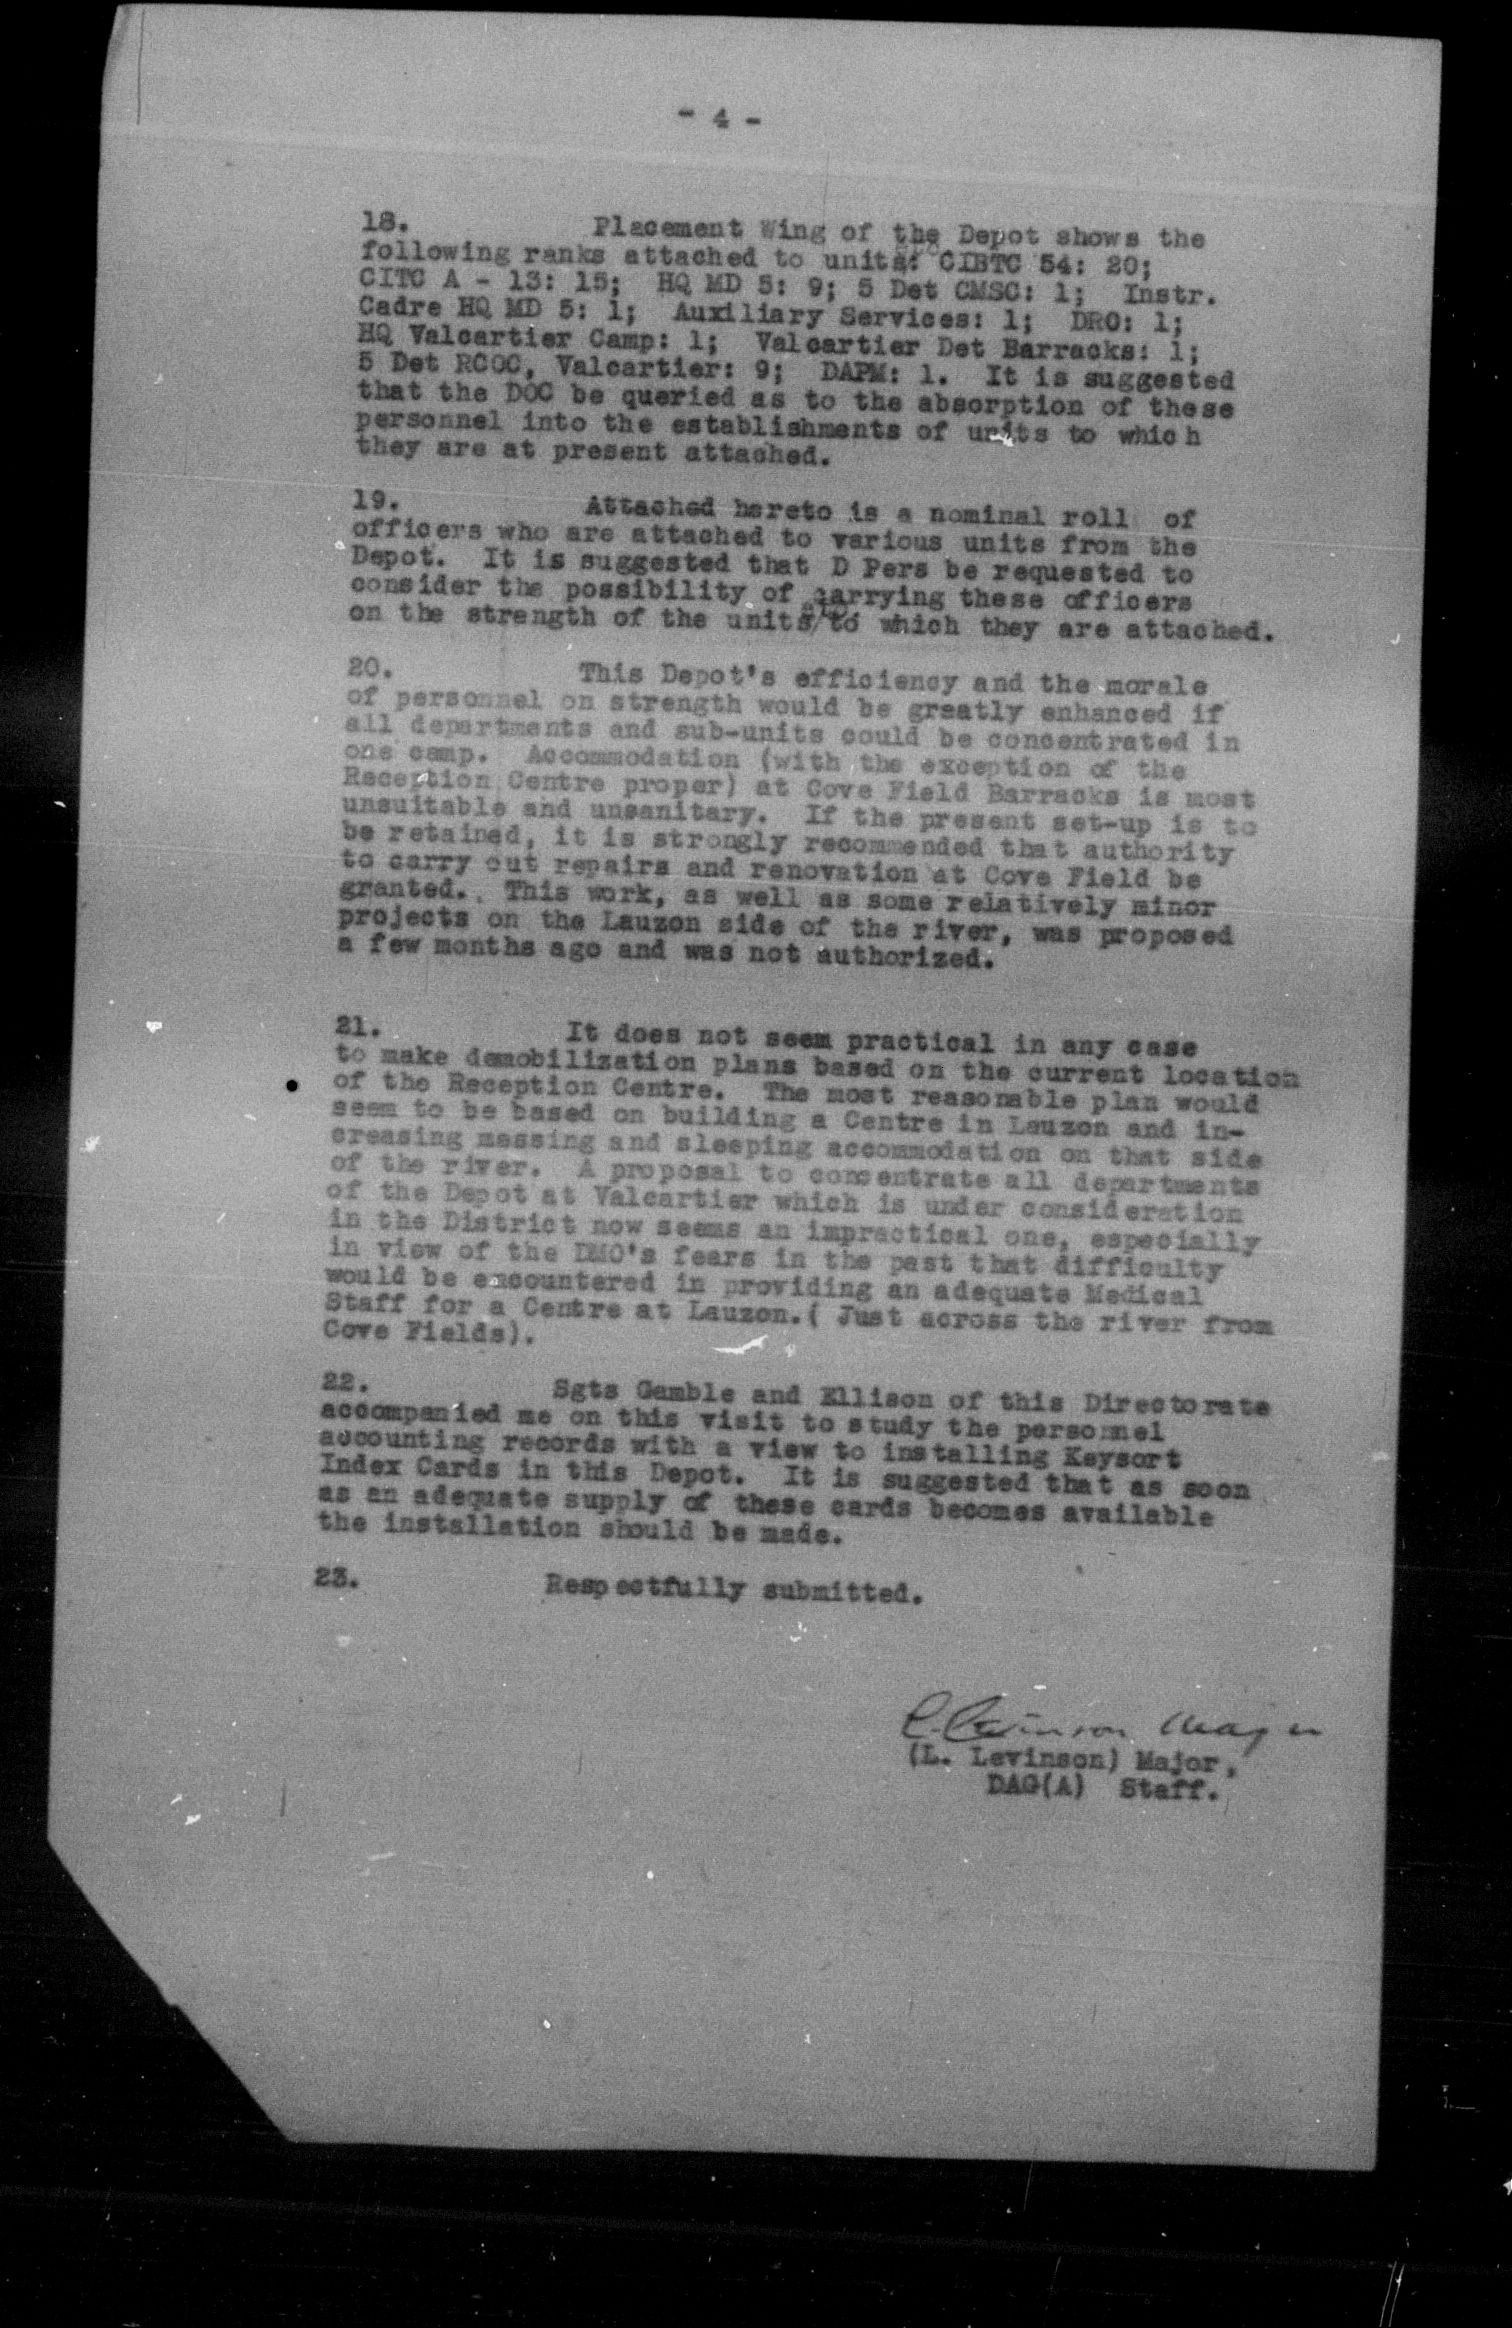 - 4 -
18. Placement Wing of the Depot shows the
following ranks attached to units: CIBTC 54: 20;
CITC A - 13: 15; HQ MD 5: 9; 5 Det CMSC: 1; Instr.
Cadre HQ MD 5: 1; Auxiliary Services: 1; DRO: 1;
HQ Valcartier Camp: 1; Valcartier Det Barracks: 1;
5 Det RCOC, Valcartier: 9; DAPM: 1. It is suggested
that the DOC be queried as to the absorption of these
personnel into the establishments of units to which
they are at present attached.
19. Attached hereto is a nominal roll of
officers who are attached to various units from the
Depot. It is suggested that D Pers be requested to
consider the possibility of carrying these officers
on the strength of the units/to which they are attached.
20. This Depot's efficiency and the morale
of personnel on strength would be greatly enhanced if
all departments and sub-units could be concentrated in
one camp. Accommodation (with the exception of the
Reception Centre proper) at Cove Field Barracks is most
unsuitable and unsanitary. If the present set-up is to
be retained, it is strongly recommended that authority
to carry out repairs and renovation at Cove Field be
granted. This work, as well as some relatively minor
projects on the Lauzon side of the river, was proposed
a few months ago and was not authorized.
21. It does not seem practical in any case
to make demobilization plans based on the current location
of the Reception Centre. The most reasonable plan would
seem to be based on building a Centre in Lauzon and in-
creasing messing and sleeping accommodation on that side
of the river. A proposal to concentrate all departments
of the Depot at Valcartier which is under consideration
in the District now seems an impractical one, especially
in view of the DMO's fears in the past that difficulty
would be encountered in providing an adequate Medical
Staff for a Centre at Lauzon.( Just across the river from
Cove Fields).
22. Sgts Gamble and Ellison of this Directorate
accompanied me on this visit to study the personnel
accounting records with a view to installing Keysort
Index Cards in this Depot. It is suggested that as soon
as an adequate supply of these cards becomes available
the installation should be made.
23. Respectfully submitted.
L. Levinson Major
(L. Levinson) Major,
DAG(A) Staff.